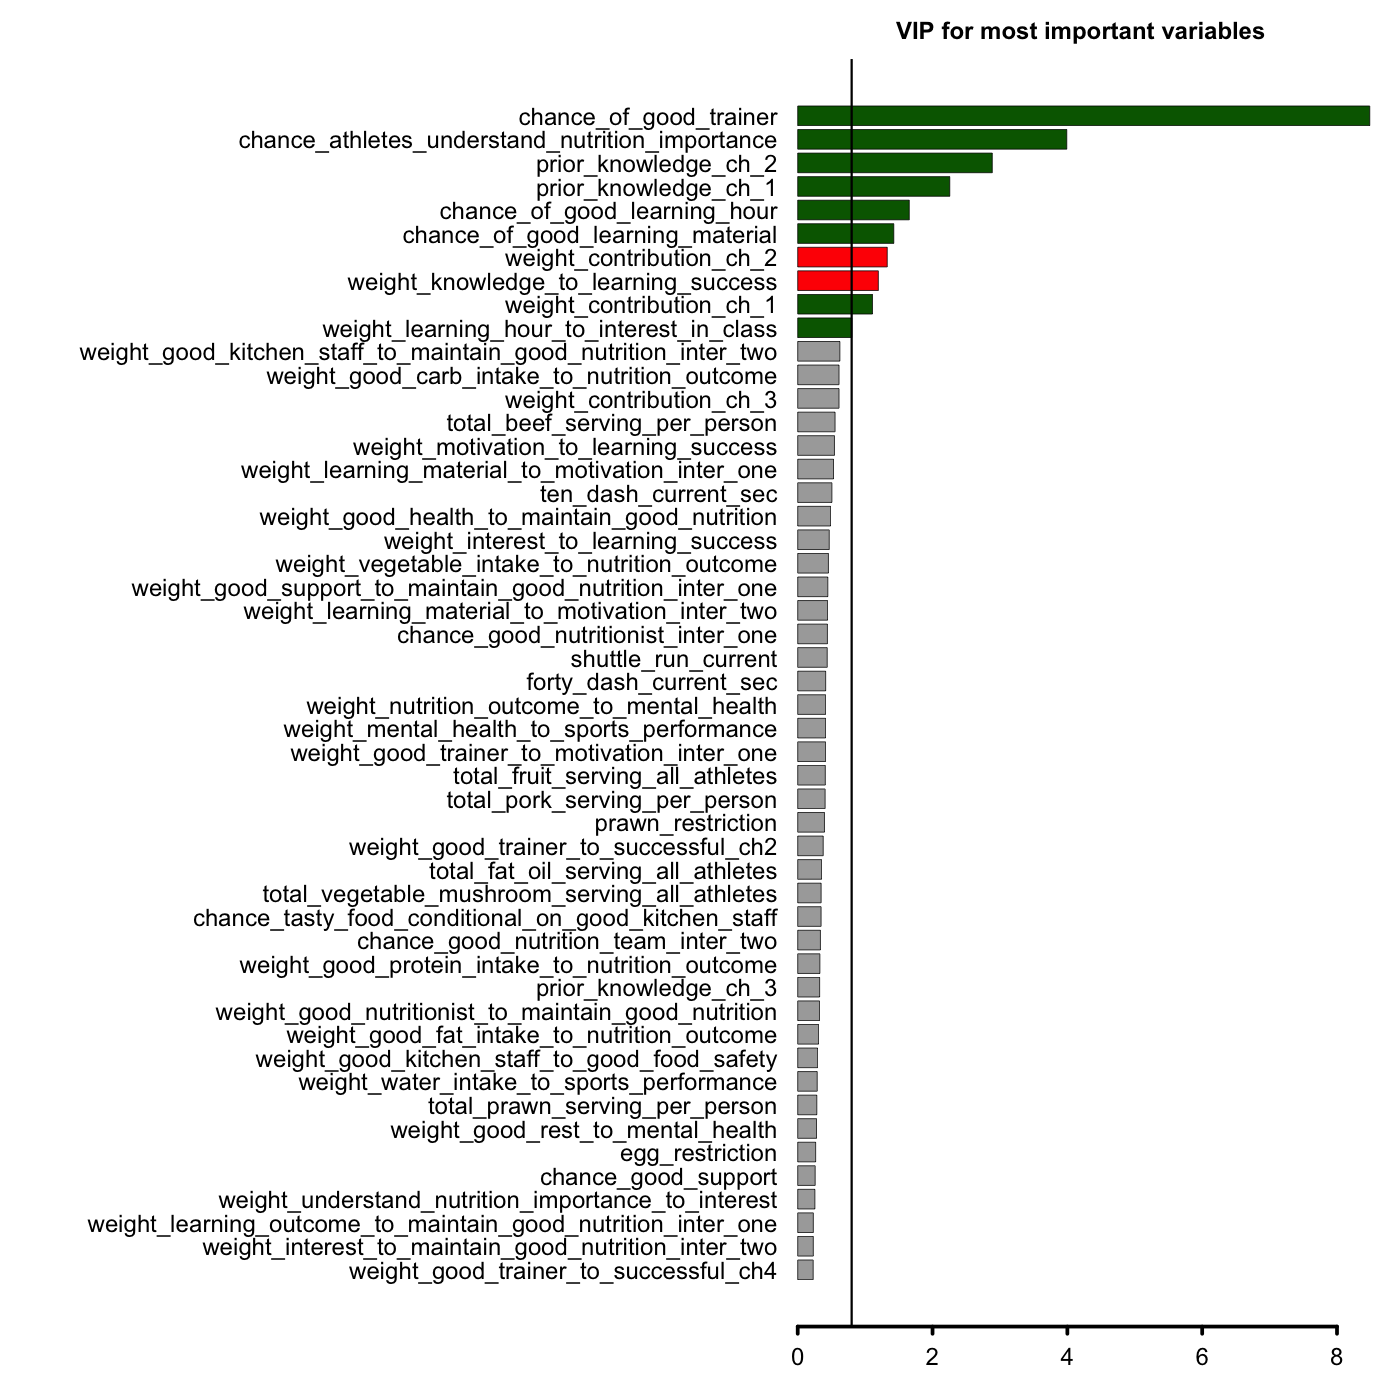 VIP for most important variables
chance_of_good_trainer
chance_athletes_understand_nutrition_importance
prior_knowledge_ch_2
prior_knowledge_ch_1
chance_of_good_learning_hour
chance_of_good_learning_material
weight_contribution_ch_2
weight_knowledge_to_learning_success
weight_contribution_ch_1
weight_learning_hour_to_interest_in_class
weight_good_kitchen_staff_to_maintain_good_nutrition_inter_two
weight_good_carb_intake_to_nutrition_outcome
weight_contribution_ch_3
total_beef_serving_per_person
weight_motivation_to_learning_success
weight_learning_material_to_motivation_inter_one
ten_dash_current_sec
weight_good_health_to_maintain_good_nutrition
weight_interest_to_learning_success
weight_vegetable_intake_to_nutrition_outcome
weight_good_support_to_maintain_good_nutrition_inter_one
weight_learning_material_to_motivation_inter_two
chance_good_nutritionist_inter_one
shuttle_run_current
forty_dash_current_sec
weight_nutrition_outcome_to_mental_health
weight_mental_health_to_sports_performance
weight_good_trainer_to_motivation_inter_one
total_fruit_serving_all_athletes
total_pork_serving_per_person
prawn_restriction
weight_good_trainer_to_successful_ch2
total_fat_oil_serving_all_athletes
total_vegetable_mushroom_serving_all_athletes
chance_tasty_food_conditional_on_good_kitchen_staff
chance_good_nutrition_team_inter_two
weight_good_protein_intake_to_nutrition_outcome
prior_knowledge_ch_3
weight_good_nutritionist_to_maintain_good_nutrition
weight_good_fat_intake_to_nutrition_outcome
weight_good_kitchen_staff_to_good_food_safety
weight_water_intake_to_sports_performance
total_prawn_serving_per_person
weight_good_rest_to_mental_health
egg_restriction
chance_good_support
weight_understand_nutrition_importance_to_interest
weight_learning_outcome_to_maintain_good_nutrition_inter_one
weight_interest_to_maintain_good_nutrition_inter_two
weight_good_trainer_to_successful_ch4
0 2 4 6 8